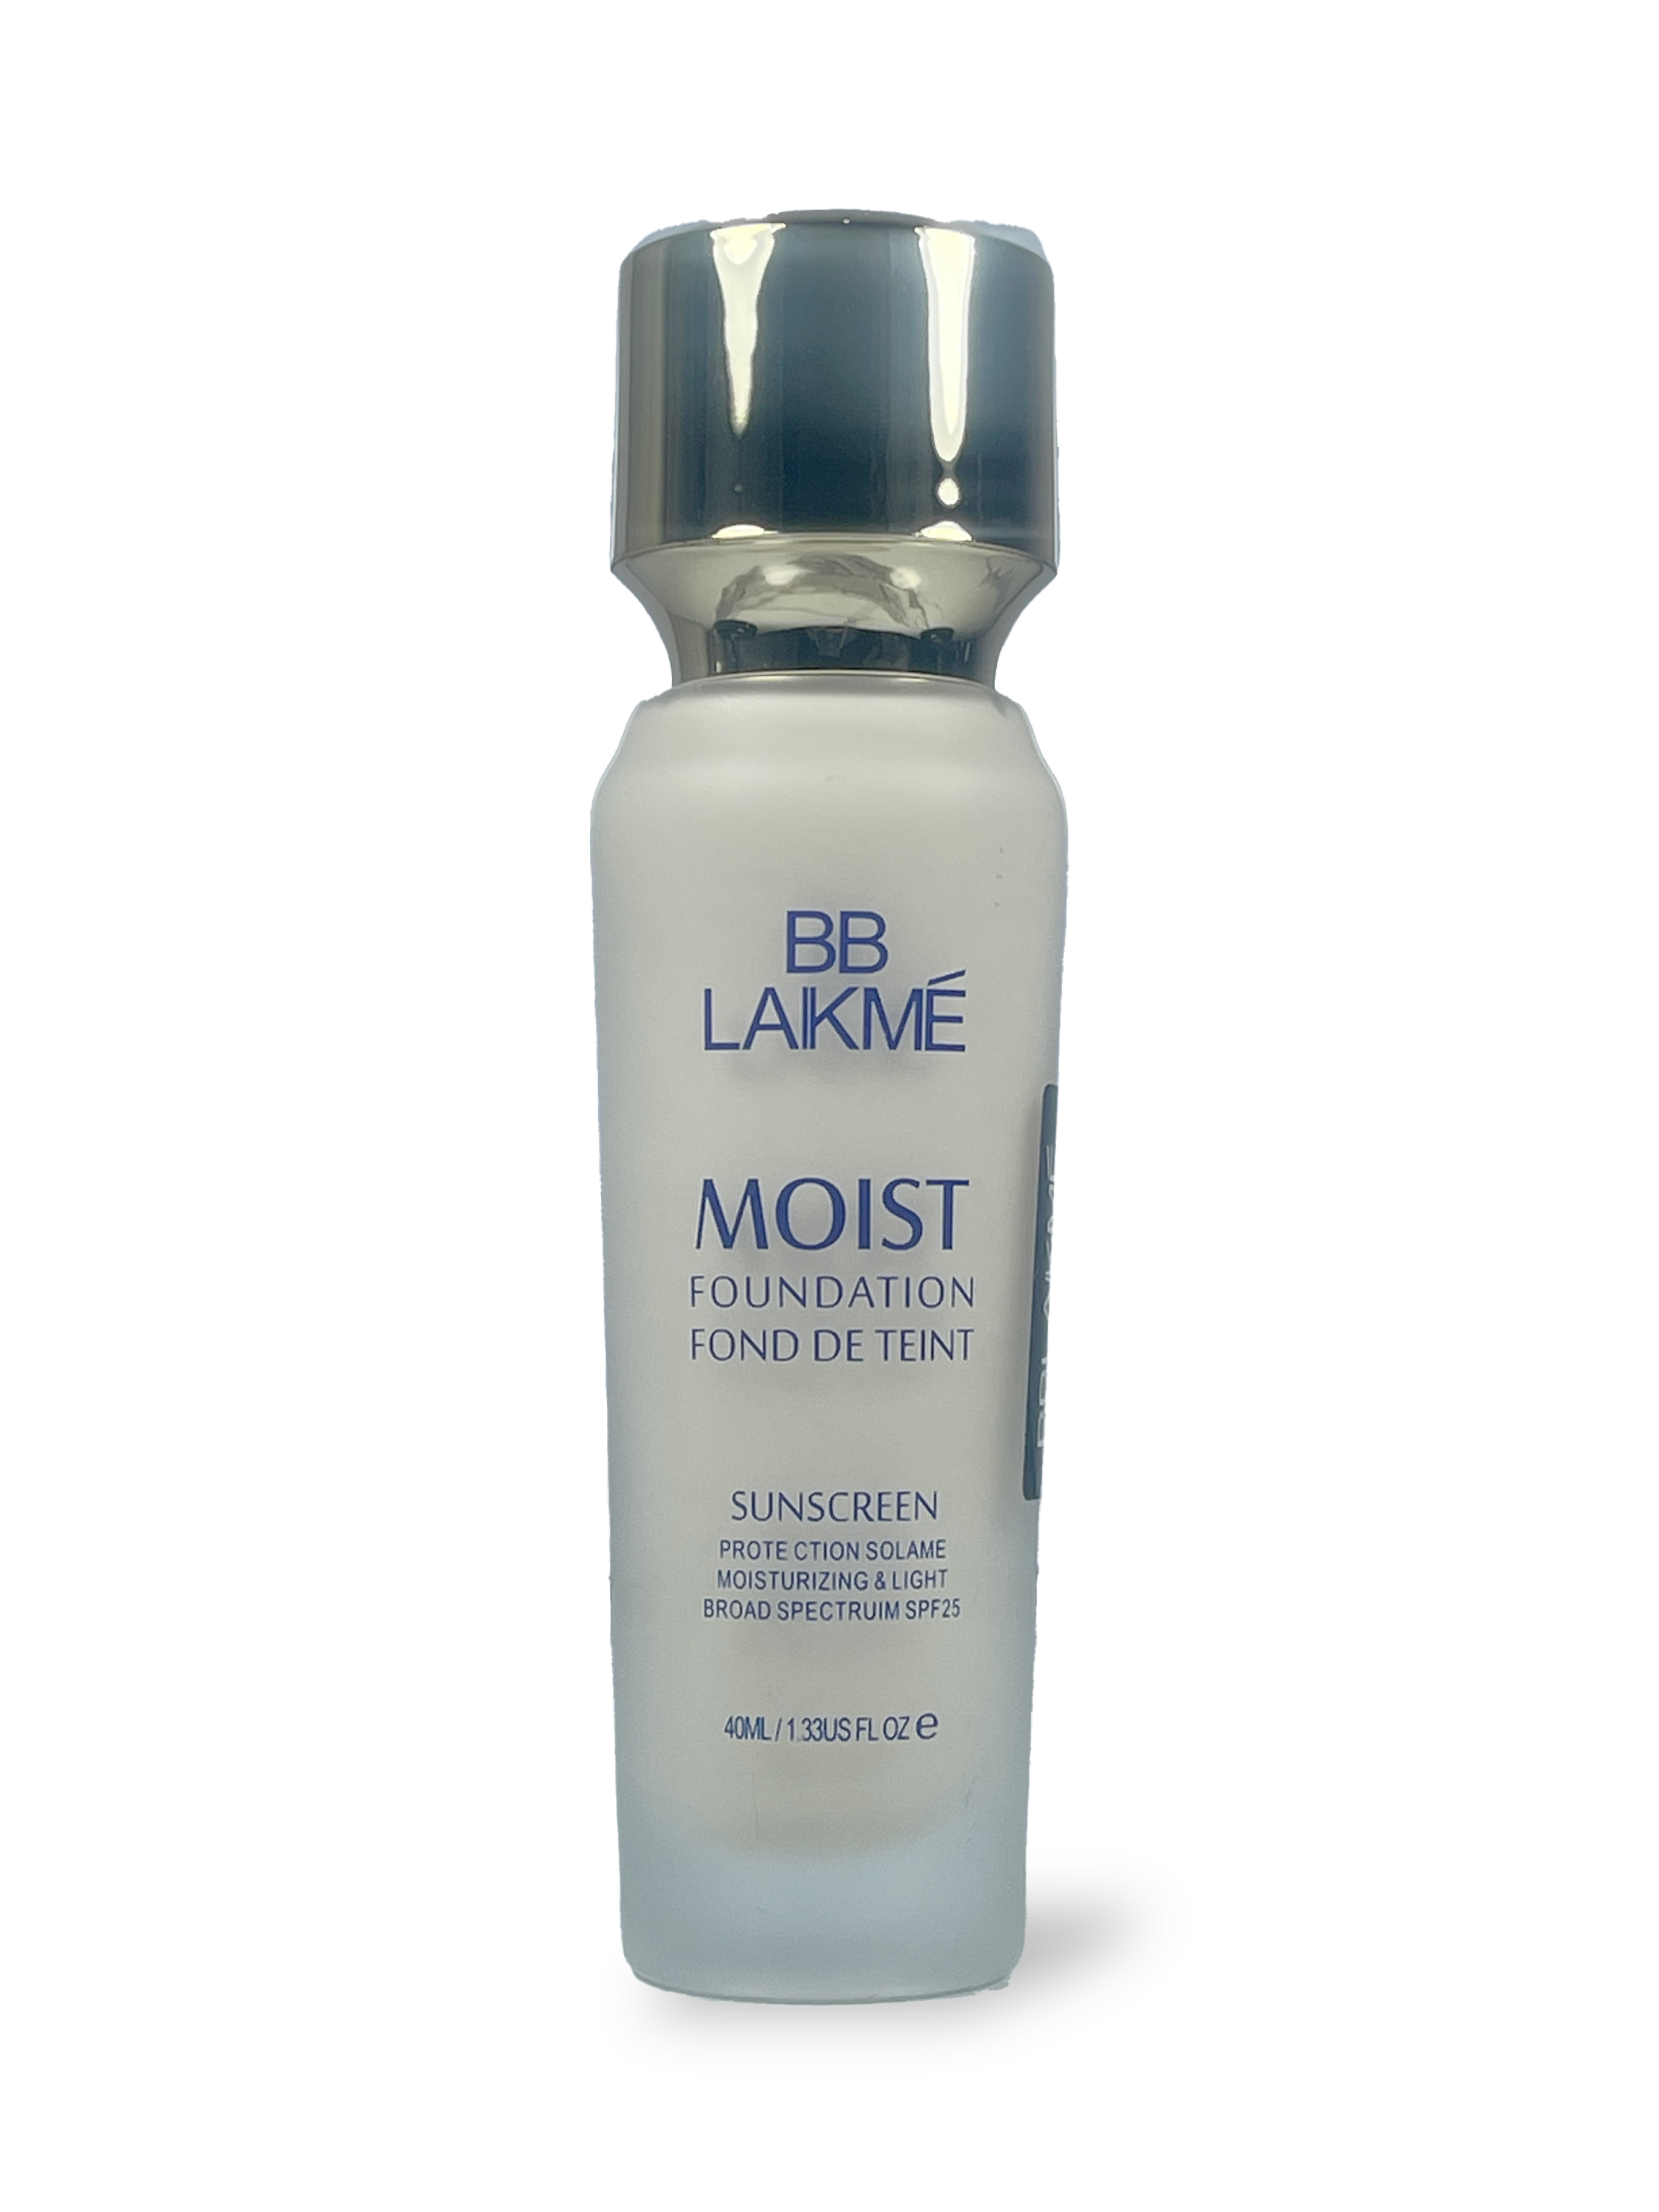 BB
LAKMÉ
MOIST
FOUNDATION
FOND DE TEINT
SUNSCREEN
PROTE CTION SOLAME
MOISTURIZING & LIGHT
BROAD SPECTRUIM SPF25
40ML / 1.33US FL OZ e